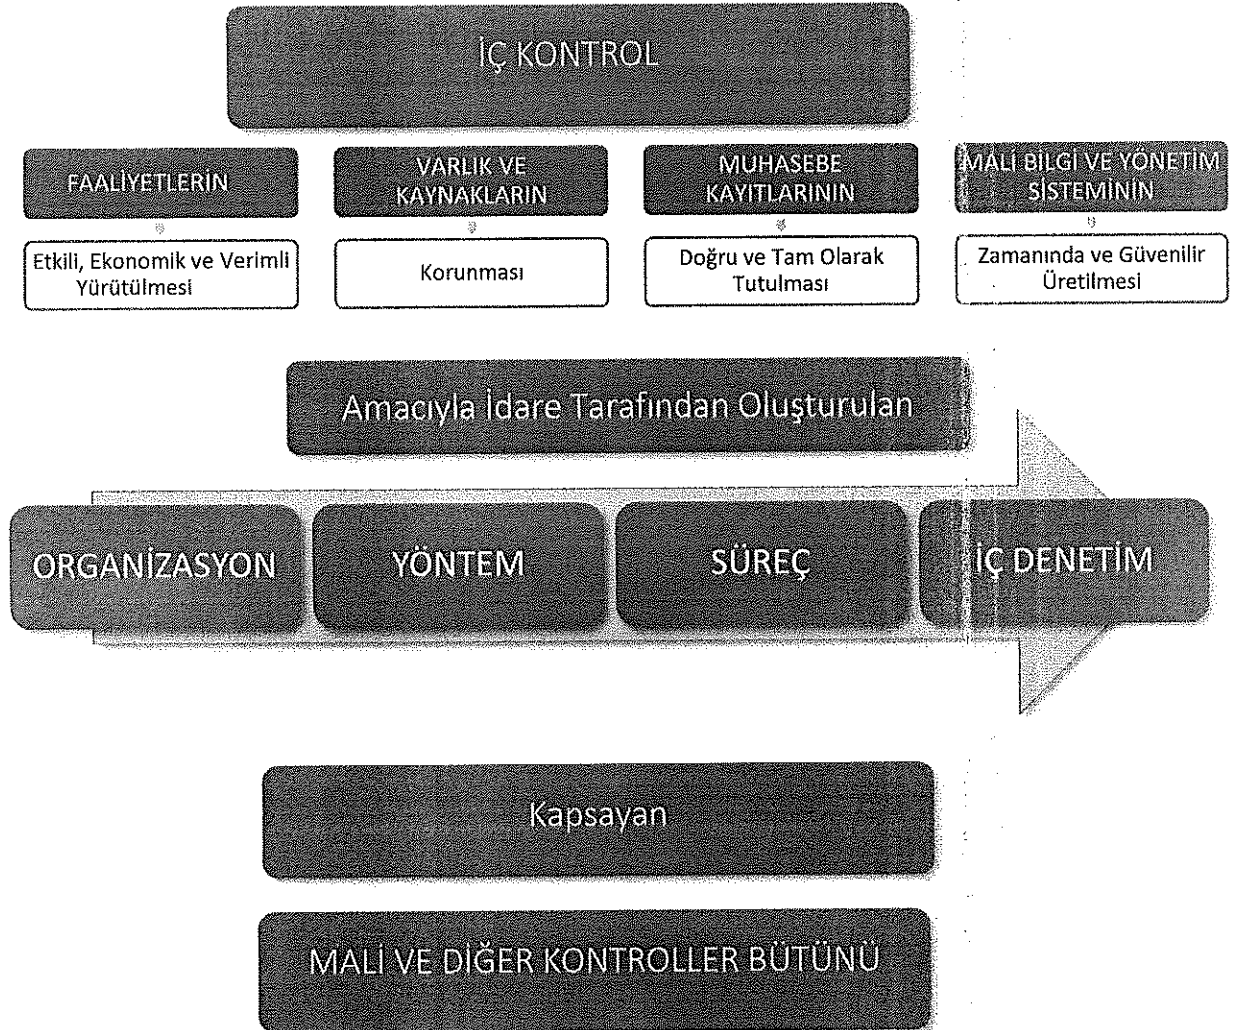 İÇ KONTROL
FAALİYETLERİN
Etkili, Ekonomik ve Verimli
Yürütülmesi
VARLIK VE
KAYNAKLARIN
Korunması
MUHASEBE
KAYITLARININ
Doğru ve Tam Olarak
Tutulması
MALİ BİLGİ VE YÖNETİM
SİSTEMİNİN
Zamanında ve Güvenilir
Üretilmesi
Amacıyla İdare Tarafından Oluşturulan
ORGANİZASYON
YÖNTEM
SÜREÇ
İÇ DENETİM
Kapsayan
MALİ VE DİĞER KONTROLLER BÜTÜNÜ